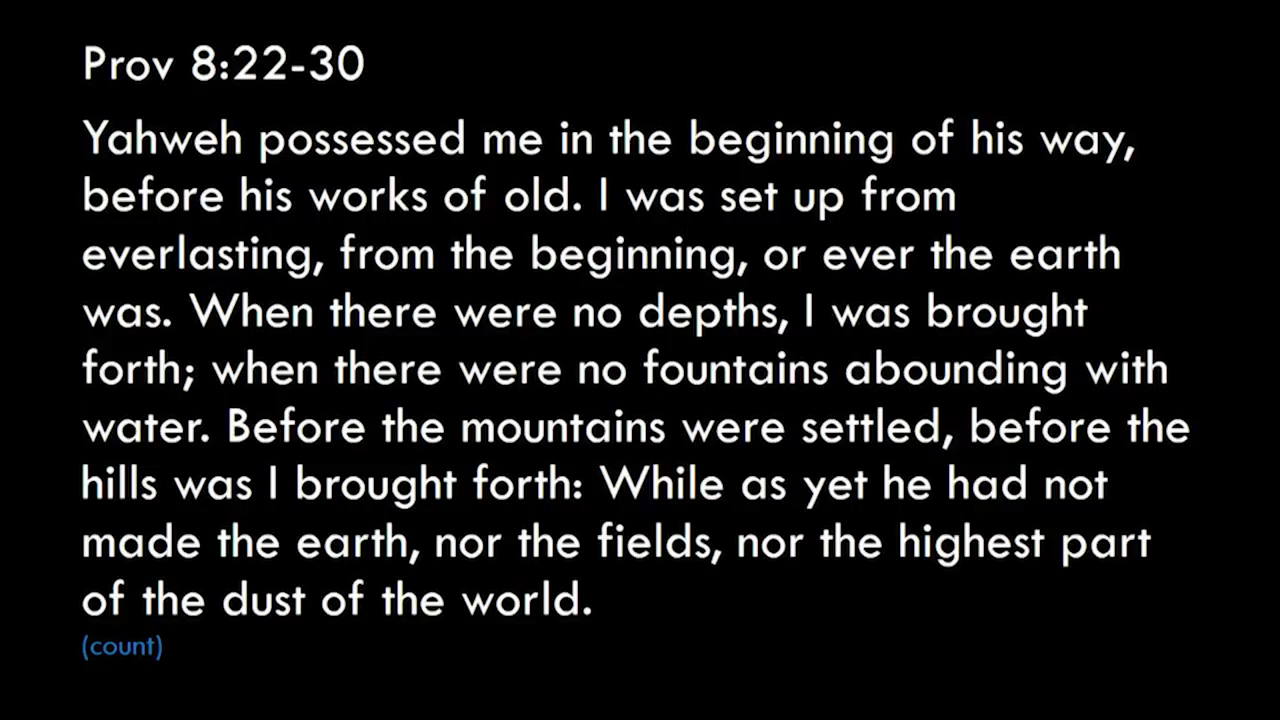 Prov 8:22-30
Yahweh possessed me in the beginning of his way,
before his works of old. I was set up from
everlasting, from the beginning, or ever the earth
was. When there were no depths, I was brought
forth; when there were no fountains abounding with
water. Before the mountains were settled, before the
hills was I brought forth: While as yet he had not
made the earth, nor the fields, nor the highest part
of the dust of the world.
(count)